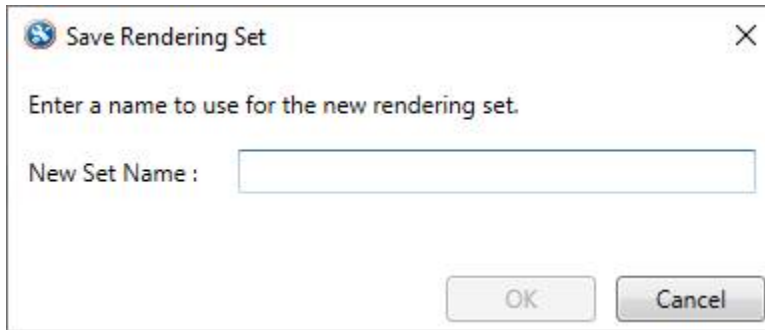 Save Rendering Set
Enter a name to use for the new rendering set.
New Set Name :
OK Cancel